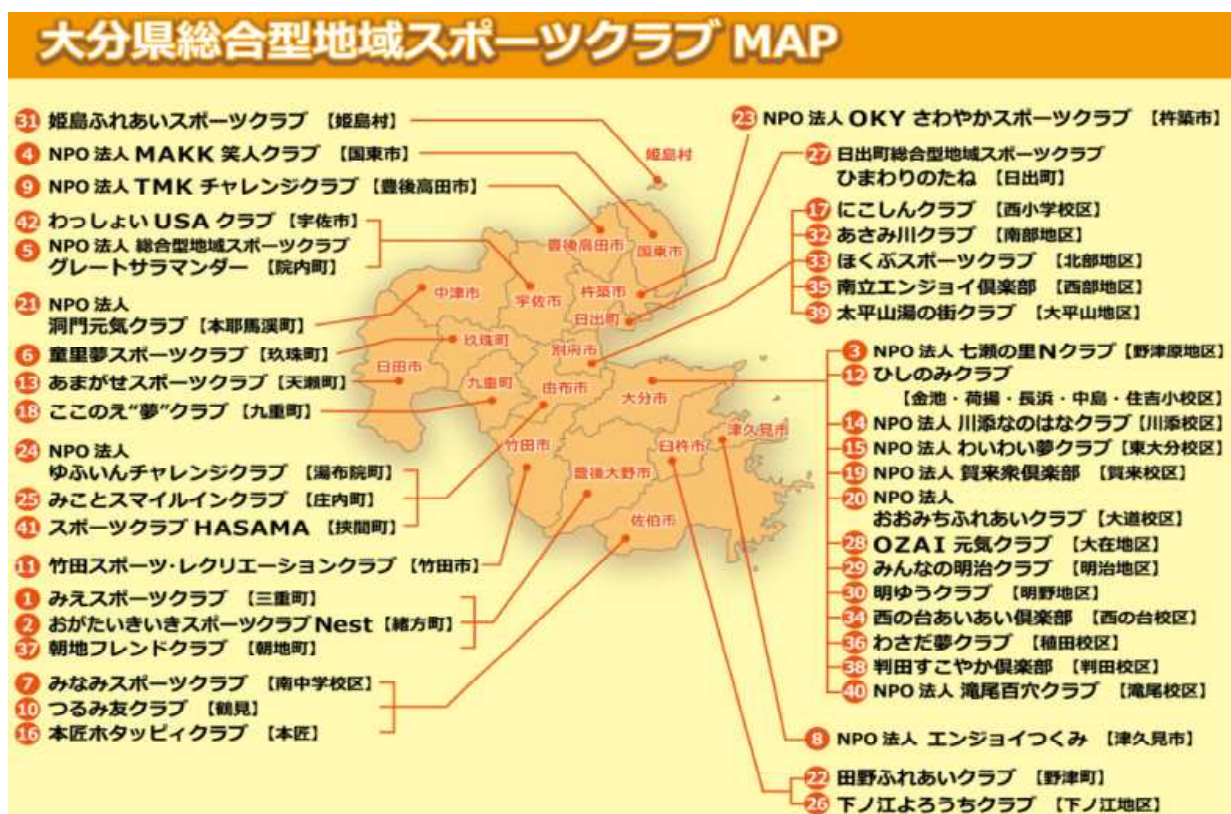 大分県総合型地域スポーツクラブ MAP
31 姫島ふれあいスポーツクラブ 【姫島村】
4 NPO 法人 MAKK 笑人クラブ 【国東市】
9 NPO 法人 TMK チャレンジクラブ 【豊後高田市】
42 わっしょい USA クラブ 【宇佐市】
5 NPO 法人 総合型地域スポーツクラブ
グレートサラマンダー 【院内町】
21 NPO 法人
洞門元気クラブ 【本耶馬溪町】
6 童里夢スポーツクラブ 【玖珠町】
13 あまがせスポーツクラブ 【天瀬町】
18 ここのえ“夢”クラブ 【九重町】
24 NPO 法人
ゆふいんチャレンジクラブ 【湯布院町】
25 みことスマイルインクラブ 【庄内町】
41 スポーツクラブ HASAMA 【挾間町】
11 竹田スポーツ・レクリエーションクラブ 【竹田市】
1 みえスポーツクラブ 【三重町】
2 おがたいきいきスポーツクラブ Nest 【緒方町】
37 朝地フレンドクラブ 【朝地町】
7 みなみスポーツクラブ 【南中学校区】
10 つるみ友クラブ 【鶴見】
16 本匠ホタッピィクラブ 【本匠】
姫島村
豊後高田市
国東市
中津市
宇佐市
杵築市
日出町
玖珠町
別府市
日田市
九重町
由布市
大分市
津久見市
竹田市
臼杵市
豊後大野市
佐伯市
23 NPO 法人 OKY さわやかスポーツクラブ 【杵築市】
27 日出町総合型地域スポーツクラブ
ひまわりのたね 【日出町】
17 にこしんクラブ 【西小学校区】
32 あさみ川クラブ 【南部地区】
33 ほくぶスポーツクラブ 【北部地区】
35 南立エンジョイ倶楽部 【西部地区】
39 太平山湯の街クラブ 【大平山地区】
3 NPO 法人 七瀬の里Nクラブ 【野津原地区】
12 ひしのみクラブ
【金池・荷揚・長浜・中島・住吉小校区】
14 NPO 法人 川添なのはなクラブ 【川添校区】
15 NPO 法人 わいわい夢クラブ 【東大分校区】
19 NPO 法人 賀来衆倶楽部 【賀来校区】
20 NPO 法人
おおみちふれあいクラブ 【大道校区】
28 OZAI 元気クラブ 【大在地区】
29 みんなの明治クラブ 【明治地区】
30 明ゆうクラブ 【明野地区】
34 西の台あいあい倶楽部 【西の台校区】
36 わさだ夢クラブ 【稙田校区】
38 判田すこやか倶楽部 【判田校区】
40 NPO 法人 滝尾百穴クラブ 【滝尾校区】
8 NPO 法人 エンジョイつくみ 【津久見市】
22 田野ふれあいクラブ 【野津町】
26 下ノ江よろうちクラブ 【下ノ江地区】